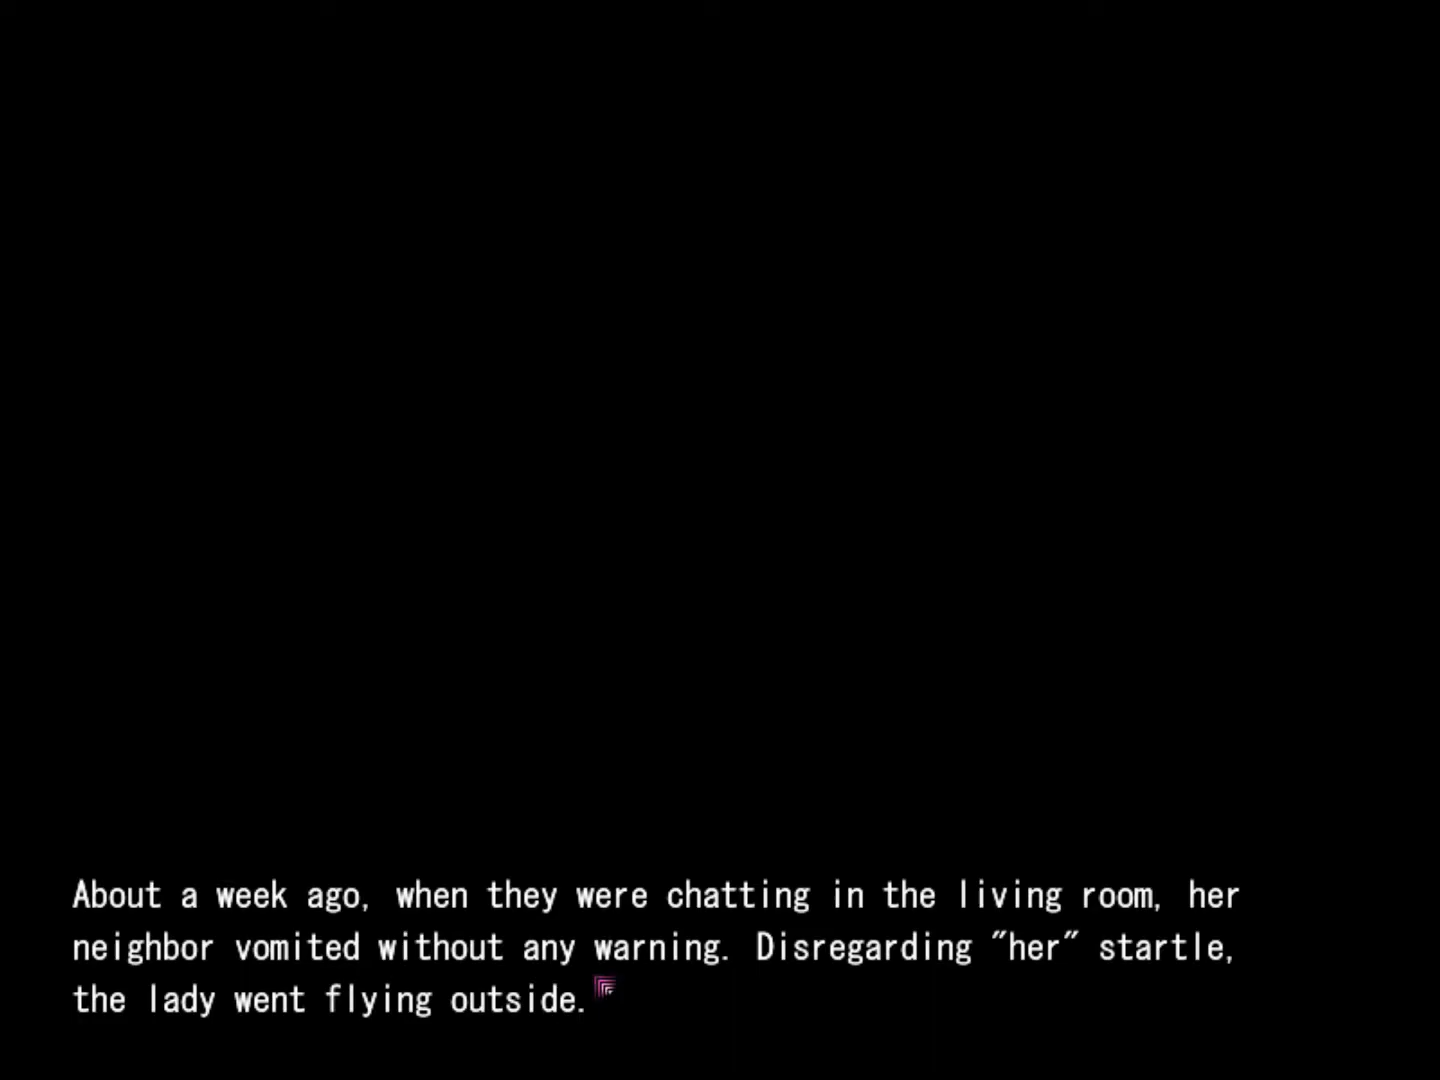 About a week ago, when they were chatting in the living room, her
neighbor vomited without any warning. Disregarding "her" startle,
the lady went flying outside.